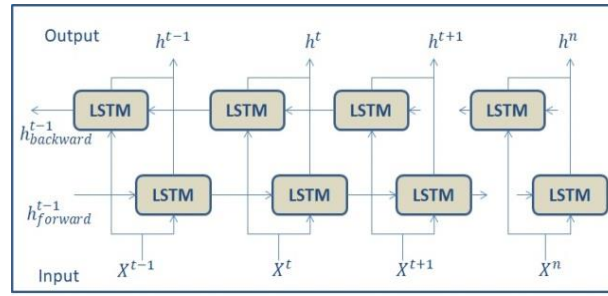 Output h^{t-1} h^t h^{t+1} h^n
LSTM LSTM LSTM LSTM
h^{t-1}_{backward}
LSTM LSTM LSTM LSTM
h^{t-1}_{forward}
Input X^{t-1} X^t X^{t+1} X^n